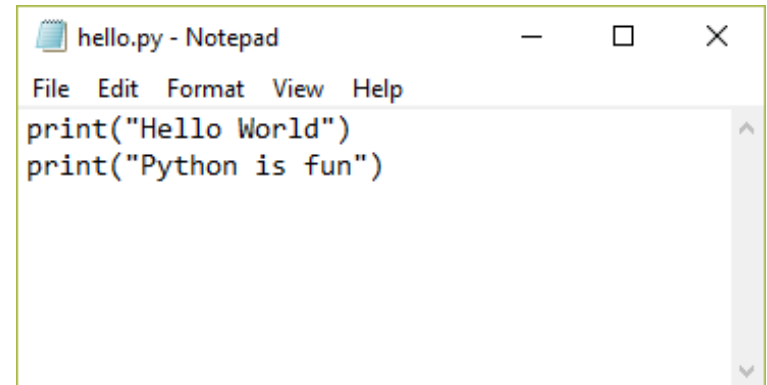 hello.py - Notepad
File Edit Format View Help
print("Hello World")
print("Python is fun")